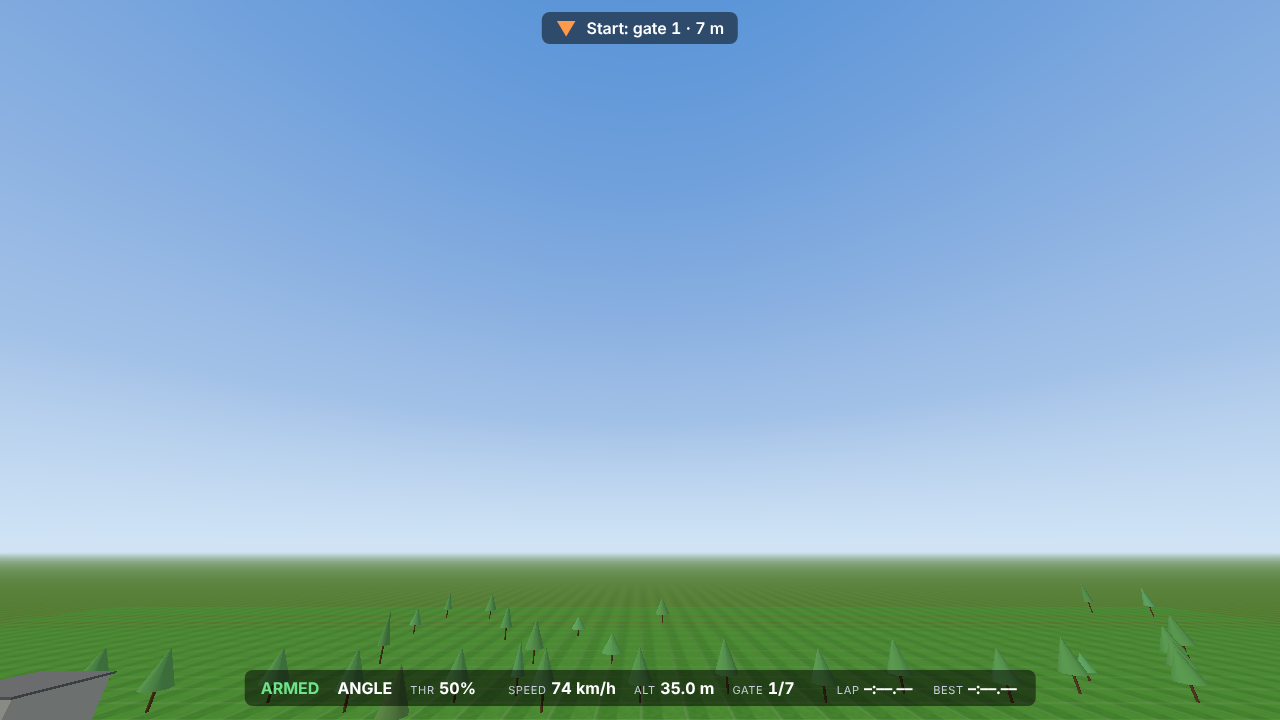 Start: gate 1 · 7 m
ARMED ANGLE THR 50% SPEED 74 km/h ALT 35.0 m GATE 1/7 LAP –:––.–– BEST –:––.––